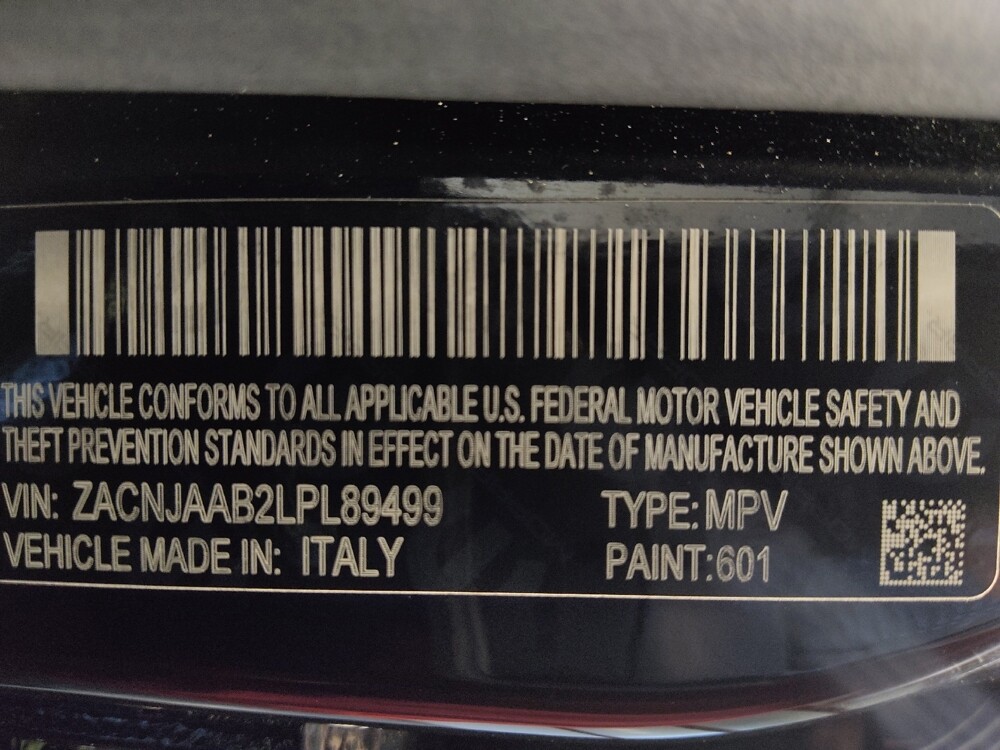 THIS VEHICLE CONFORMS TO ALL APPLICABLE U.S. FEDERAL MOTOR VEHICLE SAFETY AND
THEFT PREVENTION STANDARDS IN EFFECT ON THE DATE OF MANUFACTURE SHOWN ABOVE.
VIN: ZACNJAAB2LPL89499 TYPE: MPV
VEHICLE MADE IN: ITALY PAINT:601